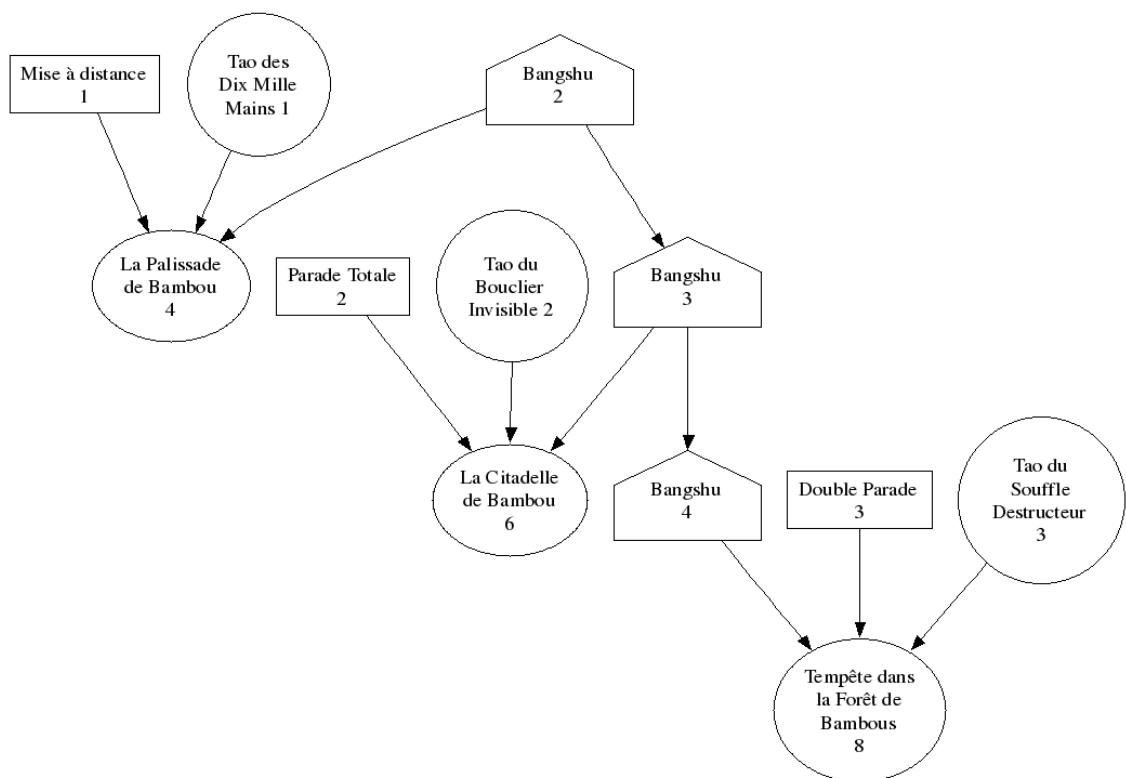 Mise à distance
1
Tao des
Dix Mille
Mains 1
Bangshu
2
La Palissade
de Bambou
4
Parade Totale
2
Tao du
Bouclier
Invisible 2
Bangshu
3
La Citadelle
de Bambou
6
Bangshu
4
Double Parade
3
Tao du
Souffle
Destructeur
3
Tempête dans
la Forêt de
Bambous
8